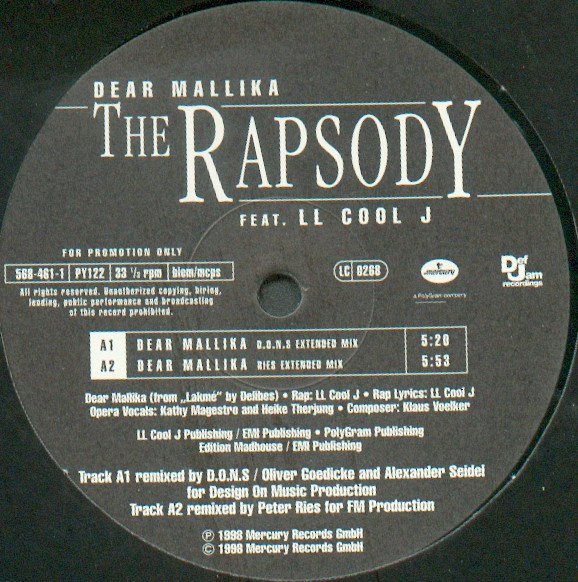 DEAR MALLIKA
THE RAPSODY
FEAT. LL COOL J
FOR PROMOTION ONLY
568-461-1 PY122 33 ⅓ rpm biem/mcps
All rights reserved. Unauthorized copying, hiring,
lending, public performance and broadcasting
of this record prohibited.
LC 0268
mercury
a PolyGram company
Def Jam
recordings
A1 DEAR MALLIKA D.O.N.S EXTENDED MIX 5:20
A2 DEAR MALLIKA RIES EXTENDED MIX 5:53
Dear Mallika (from „Lakmé" by Delibes) • Rap: LL Cool J • Rap Lyrics: LL Cool J
Opera Vocals: Kathy Magestro and Heike Therjung • Composer: Klaus Voelker
LL Cool J Publishing / EMI Publishing • PolyGram Publishing
Edition Madhouse / EMI Publishing
Track A1 remixed by D.O.N.S / Oliver Goedicke and Alexander Seidel
for Design On Music Production
Track A2 remixed by Peter Ries for FM Production
℗ 1998 Mercury Records GmbH
© 1998 Mercury Records GmbH